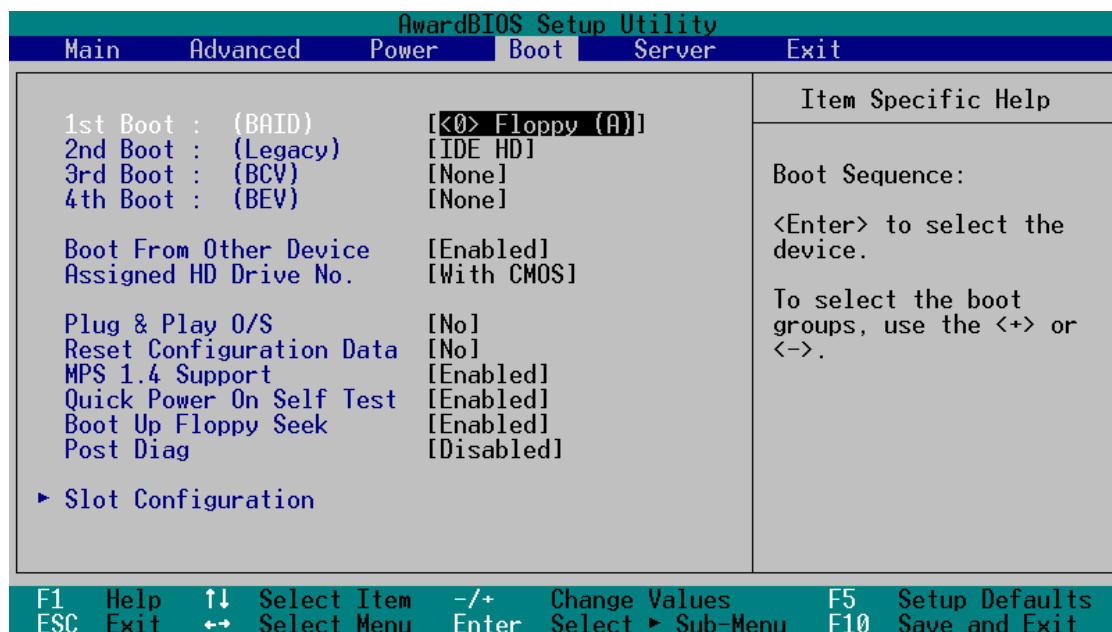 AwardBIOS Setup Utility
Main Advanced Power Boot Server Exit
1st Boot : (BAID) [<0> Floppy (A)]
2nd Boot : (Legacy) [IDE HD]
3rd Boot : (BCV) [None]
4th Boot : (BEV) [None]
Boot From Other Device [Enabled]
Assigned HD Drive No. [With CMOS]
Plug & Play O/S [No]
Reset Configuration Data [No]
MPS 1.4 Support [Enabled]
Quick Power On Self Test [Enabled]
Boot Up Floppy Seek [Enabled]
Post Diag [Disabled]
► Slot Configuration
Item Specific Help
Boot Sequence:
<Enter> to select the
device.
To select the boot
groups, use the <+> or
<->.
F1 Help ↑↓ Select Item -/+ Change Values F5 Setup Defaults
ESC Exit ←→ Select Menu Enter Select ► Sub-Menu F10 Save and Exit